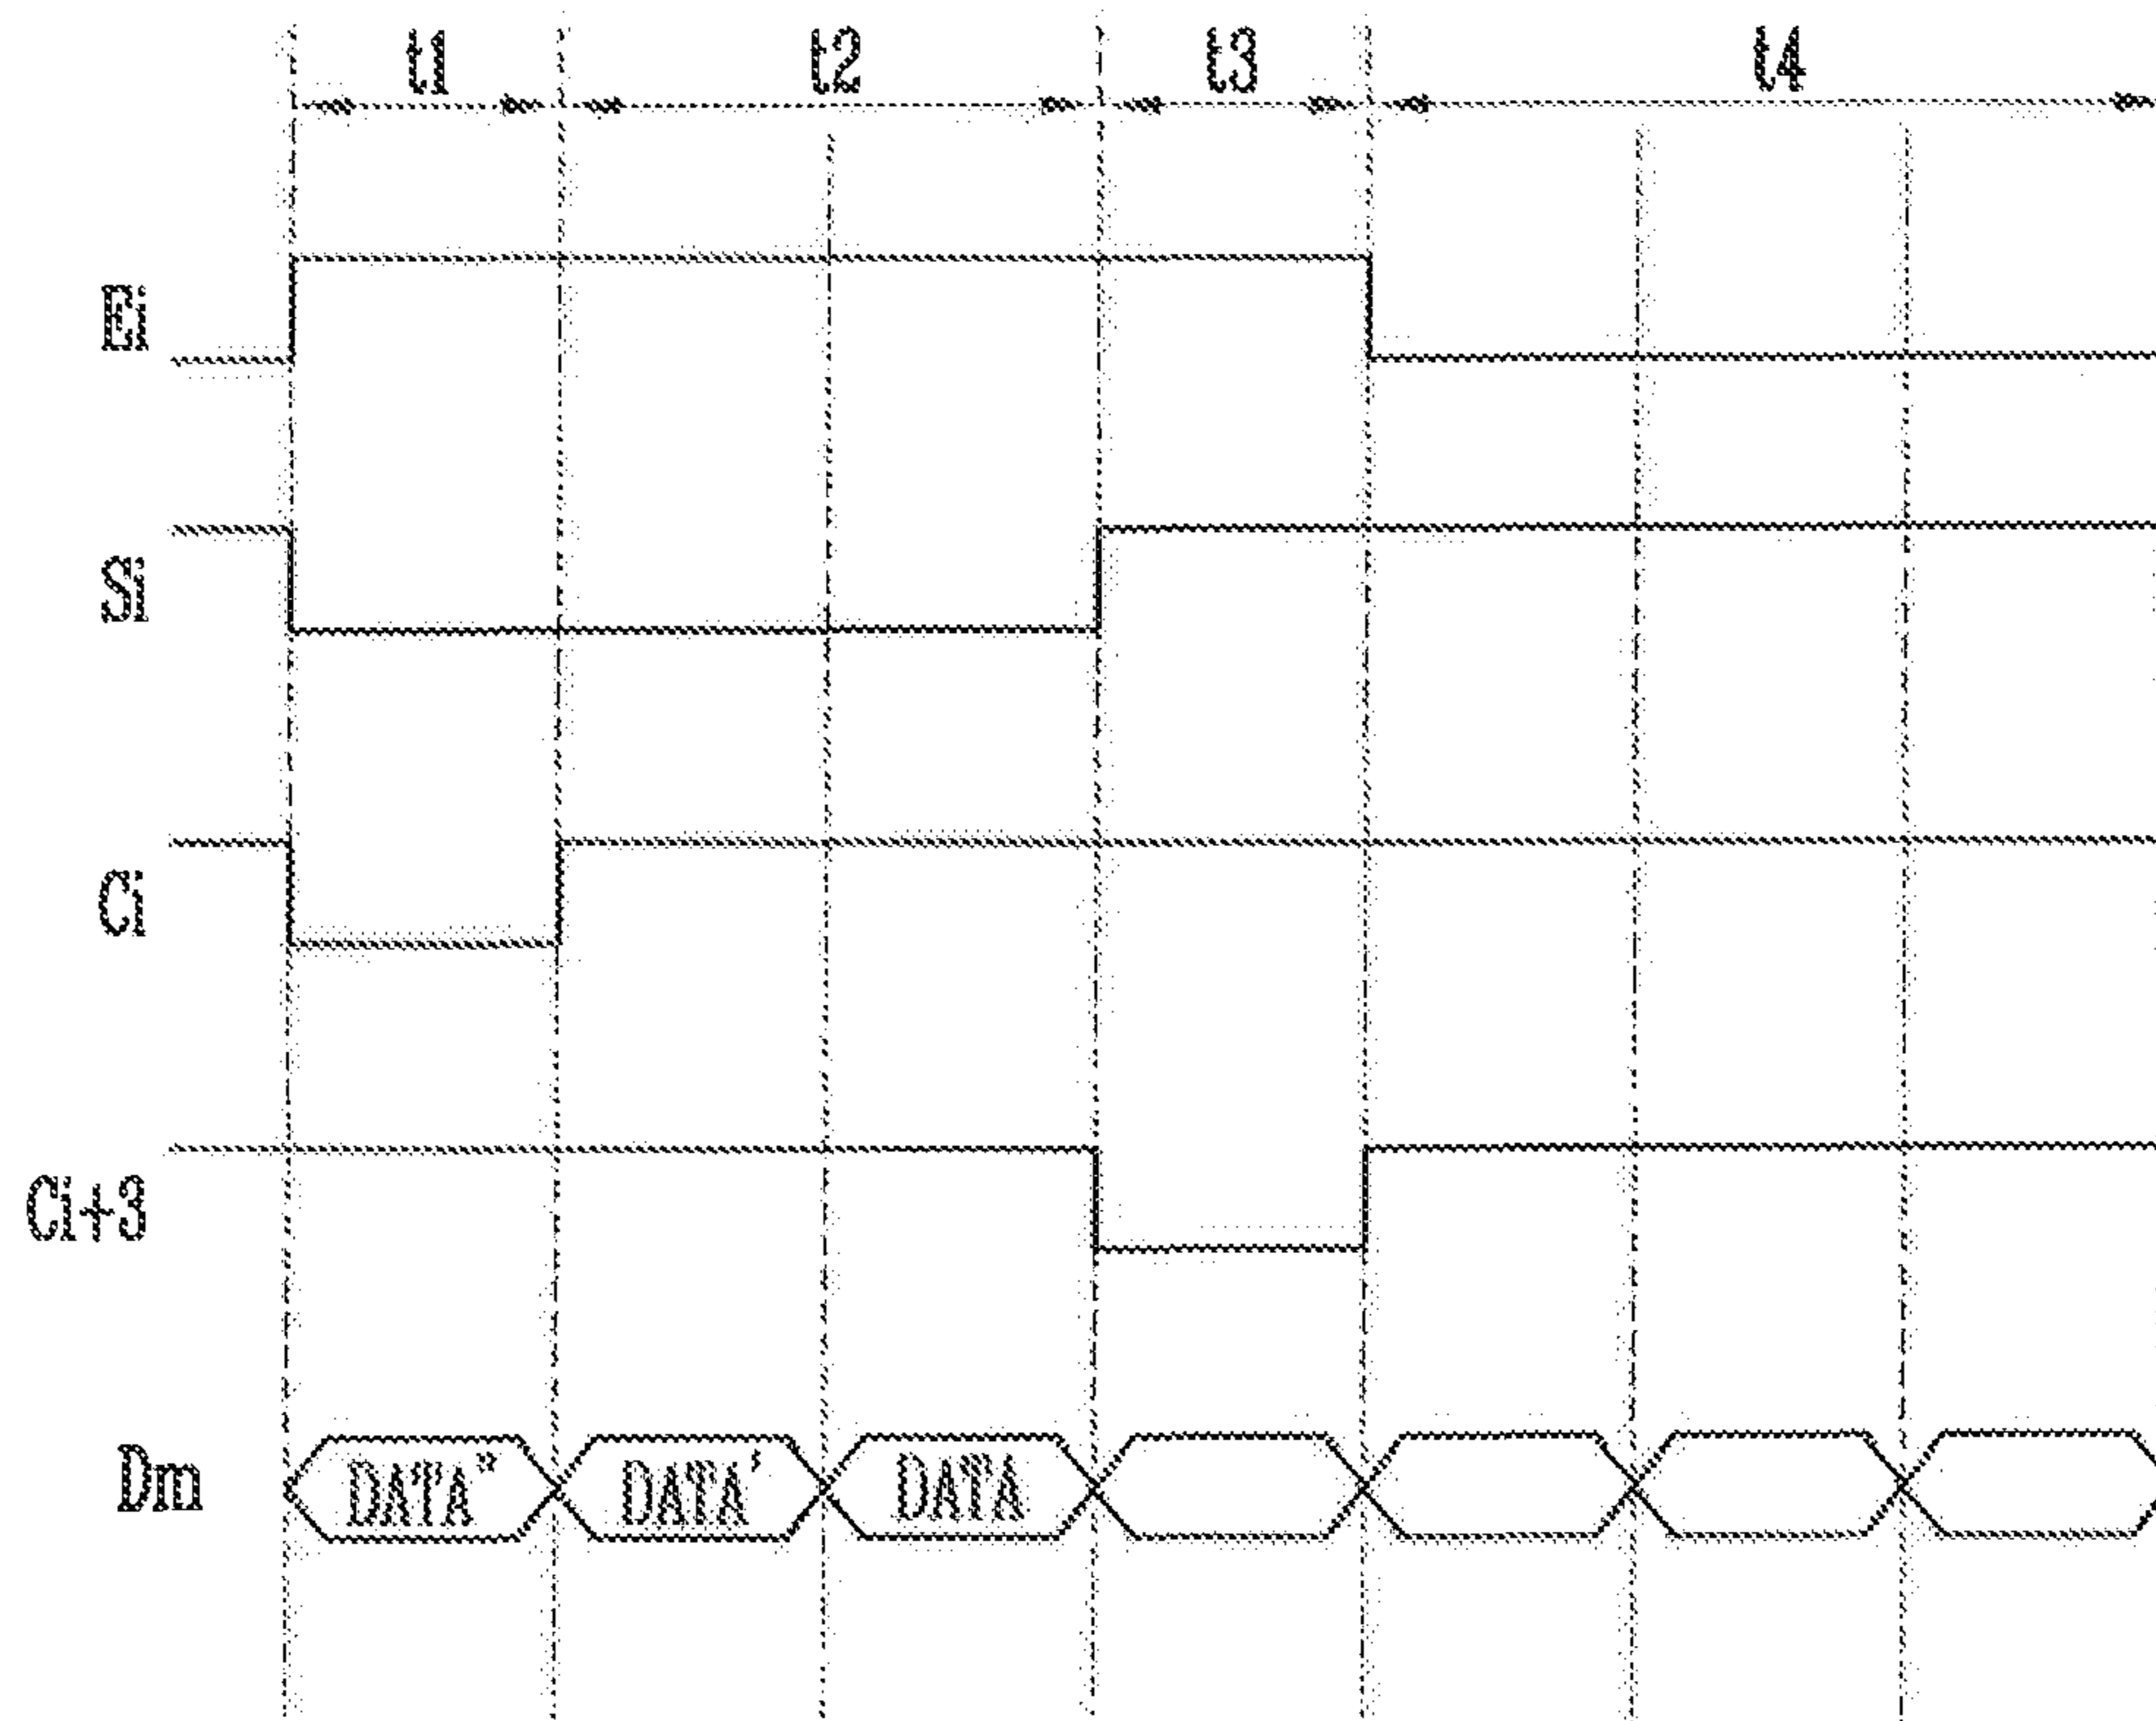 t1 t2 t3 t4
Ei
Si
Ci
Ci+3
Dm DATA" DATA' DATA